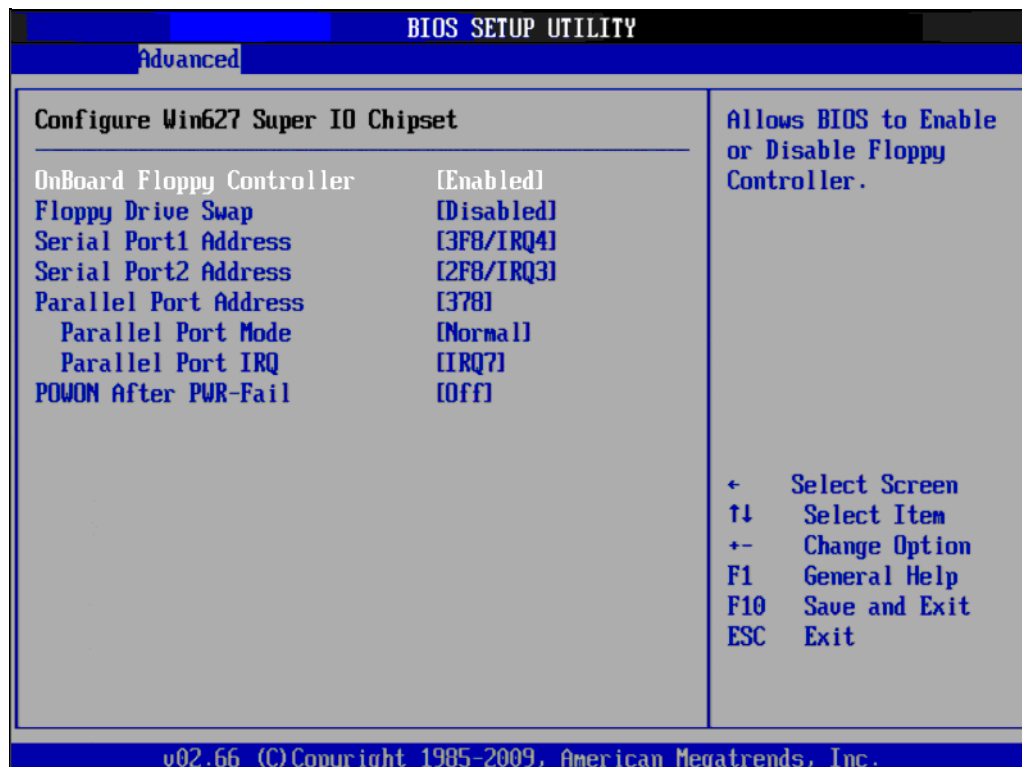 BIOS SETUP UTILITY
Advanced
Configure Win627 Super IO Chipset
OnBoard Floppy Controller [Enabled]
Floppy Drive Swap [Disabled]
Serial Port1 Address [3F8/IRQ4]
Serial Port2 Address [2F8/IRQ3]
Parallel Port Address [378]
Parallel Port Mode [Normal]
Parallel Port IRQ [IRQ7]
POWON After PWR-Fail [Off]
Allows BIOS to Enable
or Disable Floppy
Controller.
← Select Screen
↑↓ Select Item
+- Change Option
F1 General Help
F10 Save and Exit
ESC Exit
v02.66 (C)Copyright 1985-2009, American Megatrends, Inc.